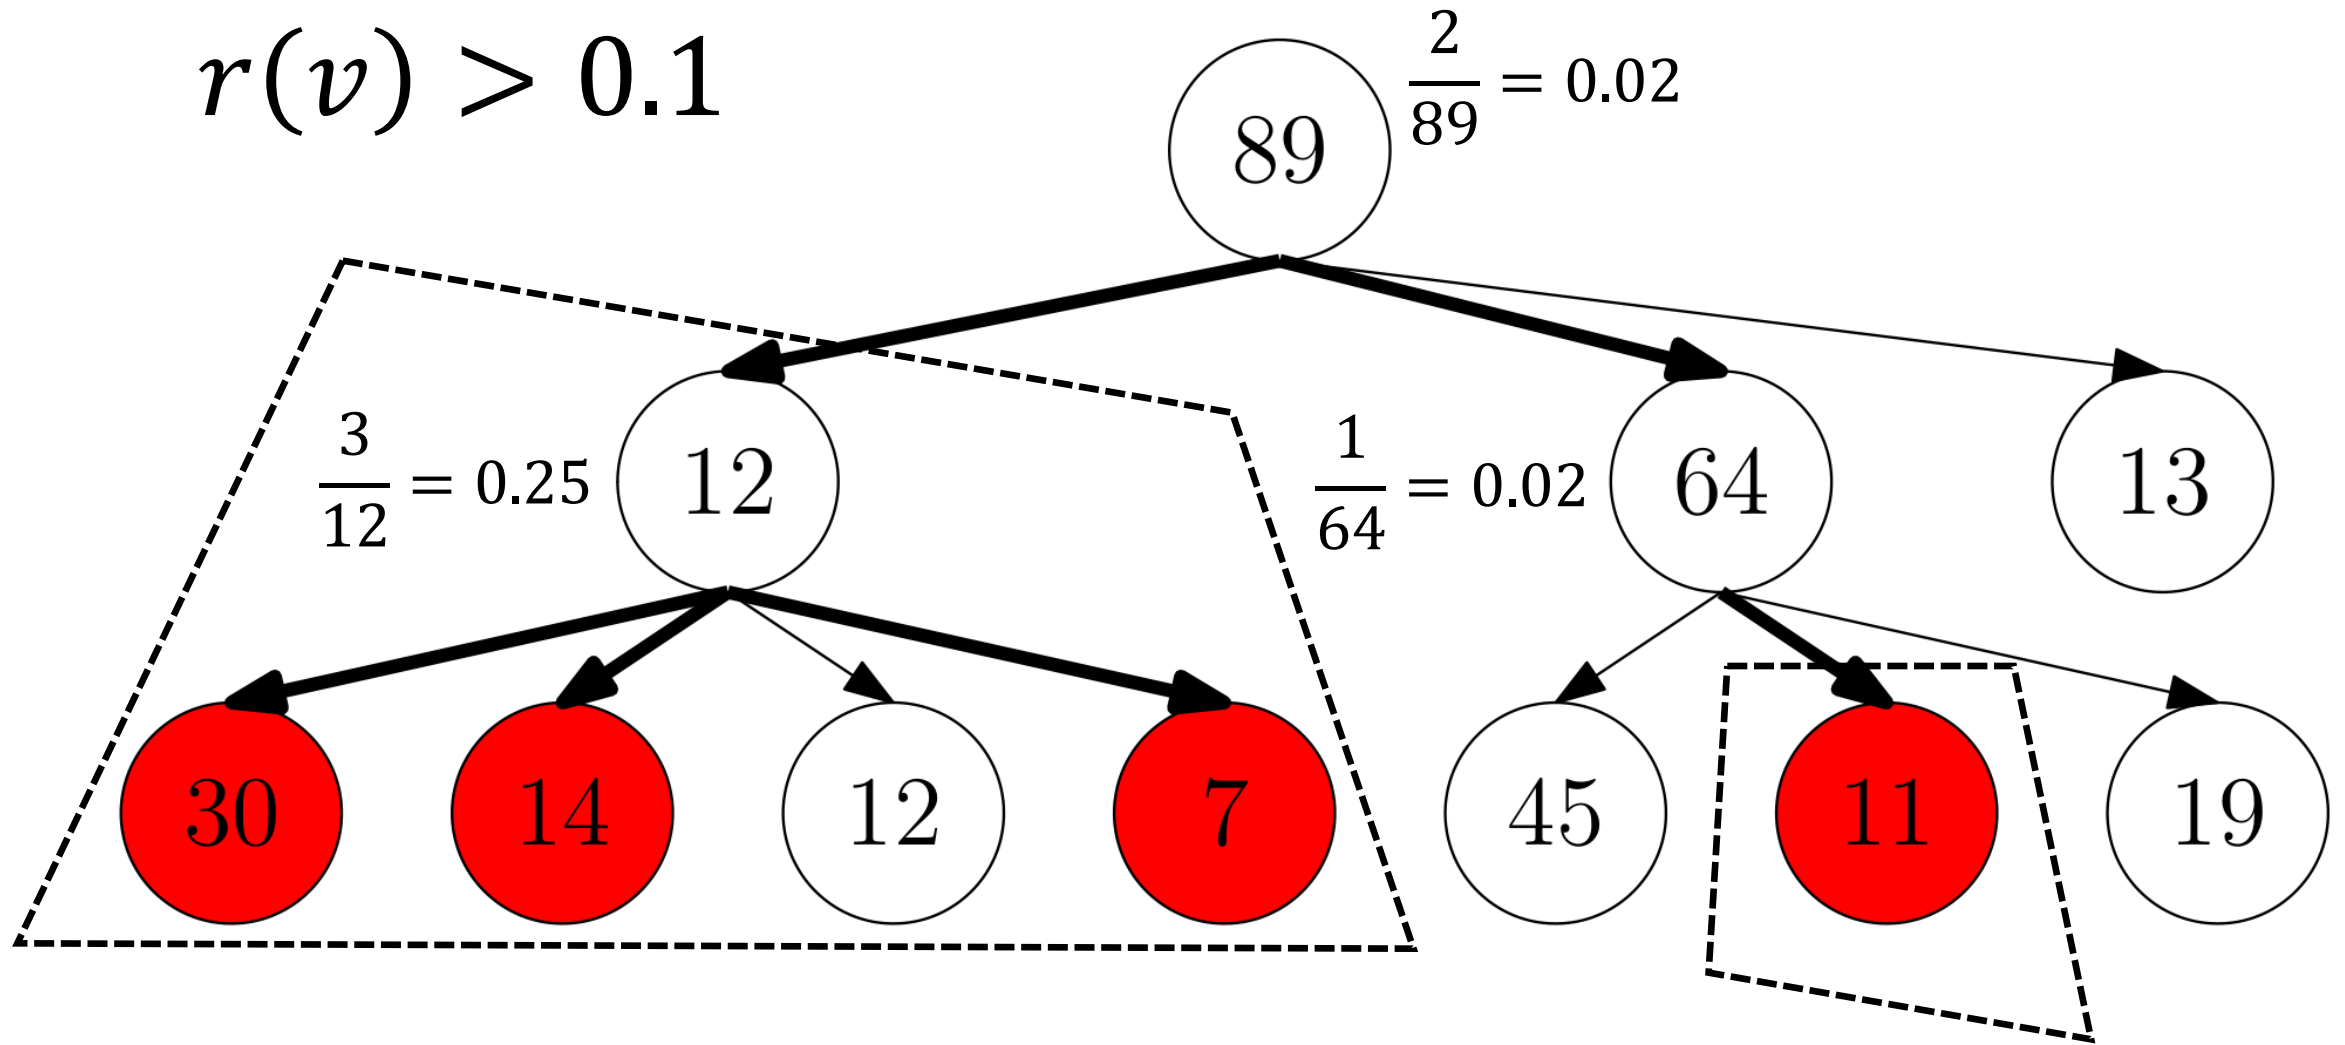 r(v) > 0.1
89
2/89 = 0.02
3/12 = 0.25
12
1/64 = 0.02
64
13
30
14
12
7
45
11
19